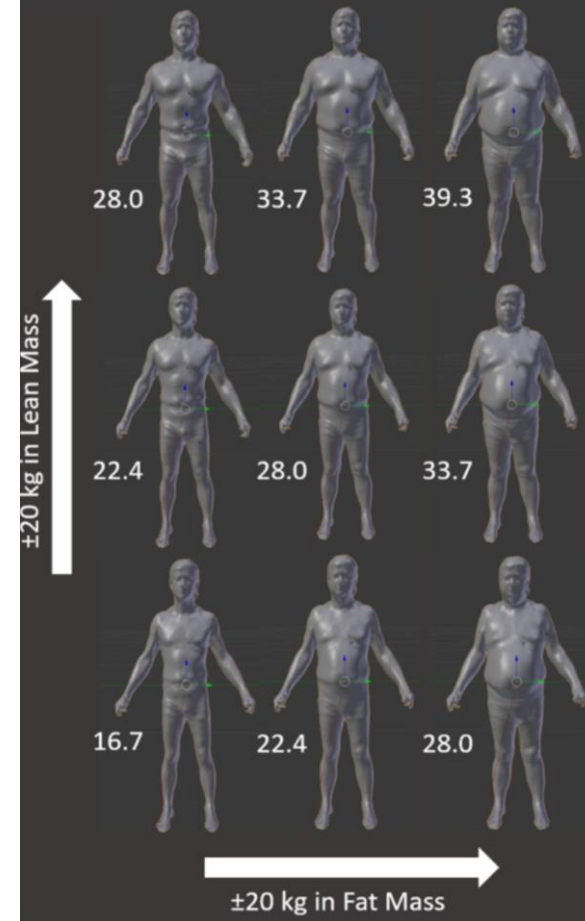 28.0 33.7 39.3
±20 kg in Lean Mass
22.4 28.0 33.7
16.7 22.4 28.0
±20 kg in Fat Mass